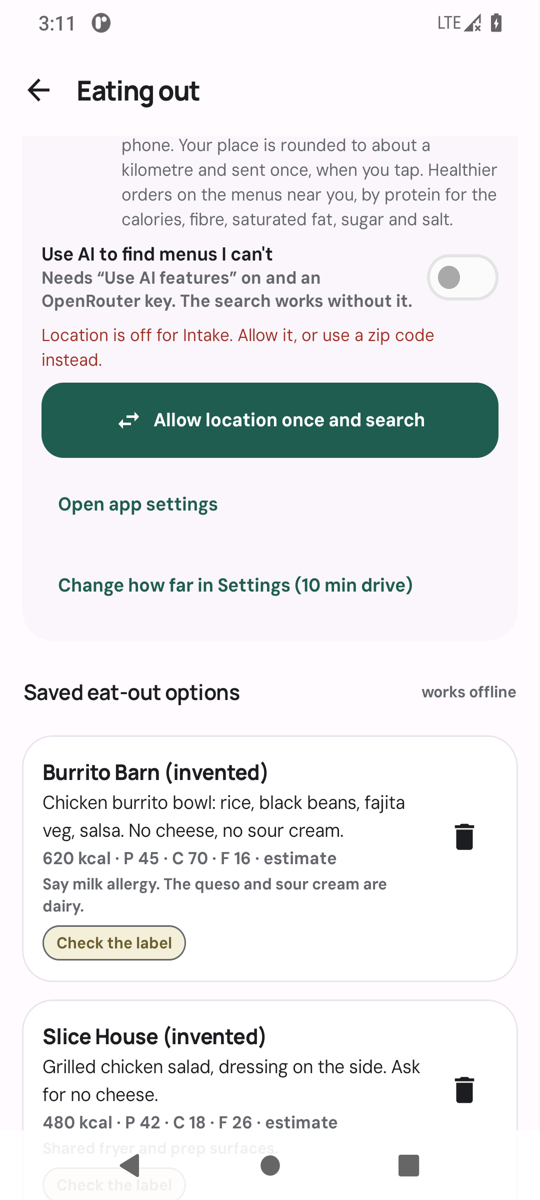 3:11
LTE
Eating out
phone. Your place is rounded to about a
kilometre and sent once, when you tap. Healthier
orders on the menus near you, by protein for the
calories, fibre, saturated fat, sugar and salt.
Use AI to find menus I can't
Needs “Use AI features” on and an
OpenRouter key. The search works without it.
Location is off for Intake. Allow it, or use a zip code
instead.
Allow location once and search
Open app settings
Change how far in Settings (10 min drive)
Saved eat-out options
works offline
Burrito Barn (invented)
Chicken burrito bowl: rice, black beans, fajita
veg, salsa. No cheese, no sour cream.
620 kcal · P 45 · C 70 · F 16 · estimate
Say milk allergy. The queso and sour cream are
dairy.
Check the label
Slice House (invented)
Grilled chicken salad, dressing on the side. Ask
for no cheese.
480 kcal · P 42 · C 18 · F 26 · estimate
Shared fryer and prep surfaces.
Check the label